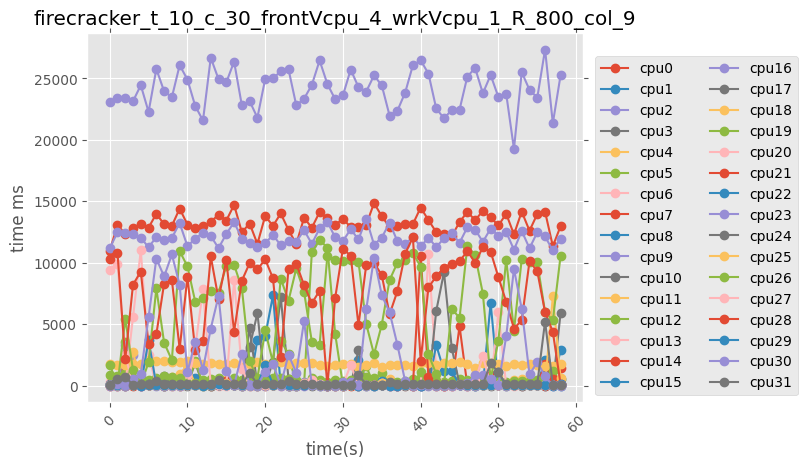 firecracker_t_10_c_30_frontVcpu_4_wrkVcpu_1_R_800_col_9
time ms
25000
20000
15000
10000
5000
0
0 10 20 30 40 50 60
time(s)
cpu0 cpu16
cpu1 cpu17
cpu2 cpu18
cpu3 cpu19
cpu4 cpu20
cpu5 cpu21
cpu6 cpu22
cpu7 cpu23
cpu8 cpu24
cpu9 cpu25
cpu10 cpu26
cpu11 cpu27
cpu12 cpu28
cpu13 cpu29
cpu14 cpu30
cpu15 cpu31